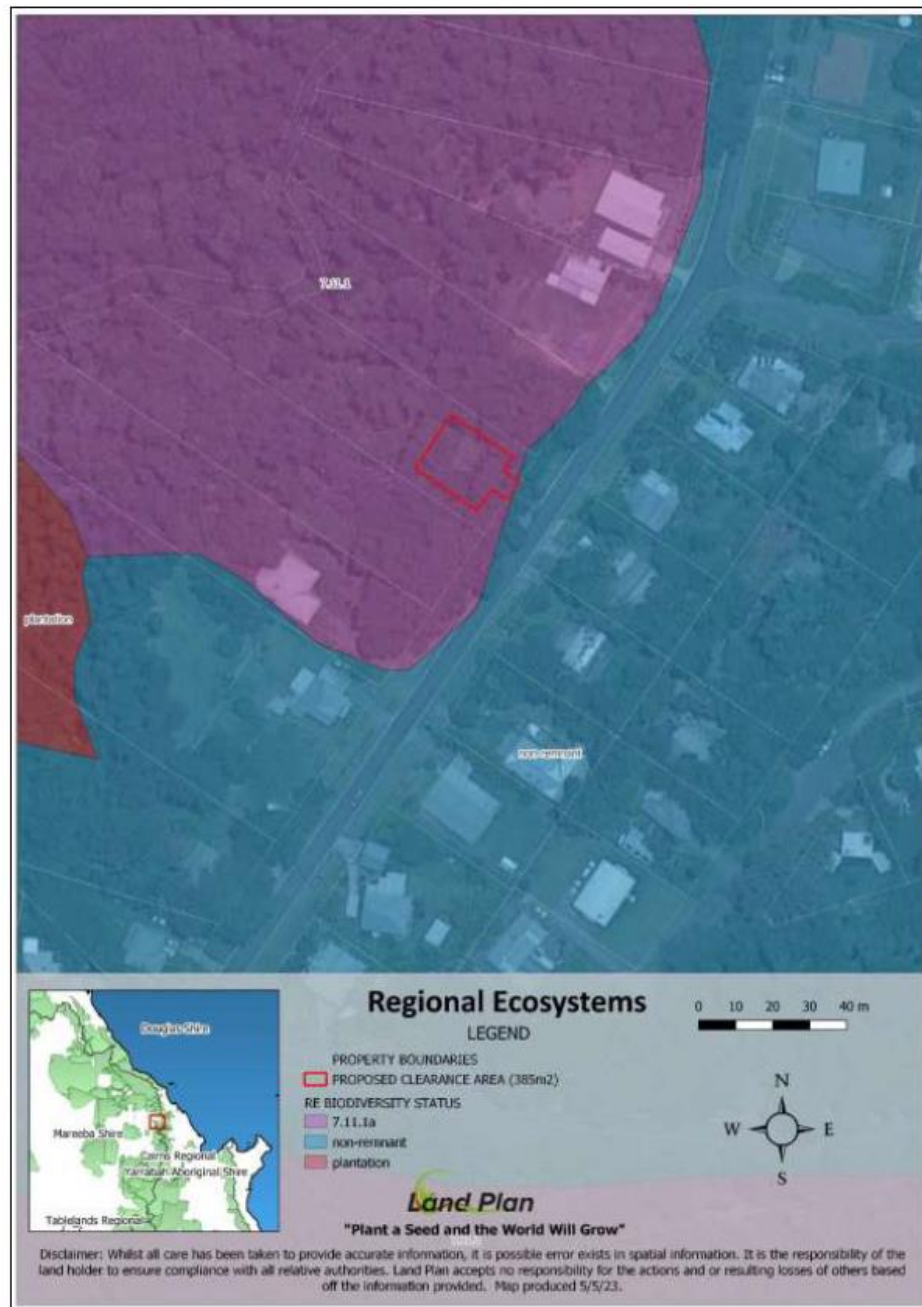 7.11.1
plantation
non-remnant
Regional Ecosystems
LEGEND
PROPERTY BOUNDARIES
PROPOSED CLEARANCE AREA (385m2)
RE BIODIVERSITY STATUS
7.11.1a
non-remnant
plantation
0 10 20 30 40 m
N
W E
S
Douglas Shire
Mareeba Shire
Cairns Regional
Yarrabah Aboriginal Shire
Tablelands Regional
Land Plan
"Plant a Seed and the World Will Grow"
Disclaimer: Whilst all care has been taken to provide accurate information, it is possible error exists in spatial information. It is the responsibility of the
land holder to ensure compliance with all relative authorities. Land Plan accepts no responsibility for the actions and or resulting losses of others based
off the information provided. Map produced 5/5/23.